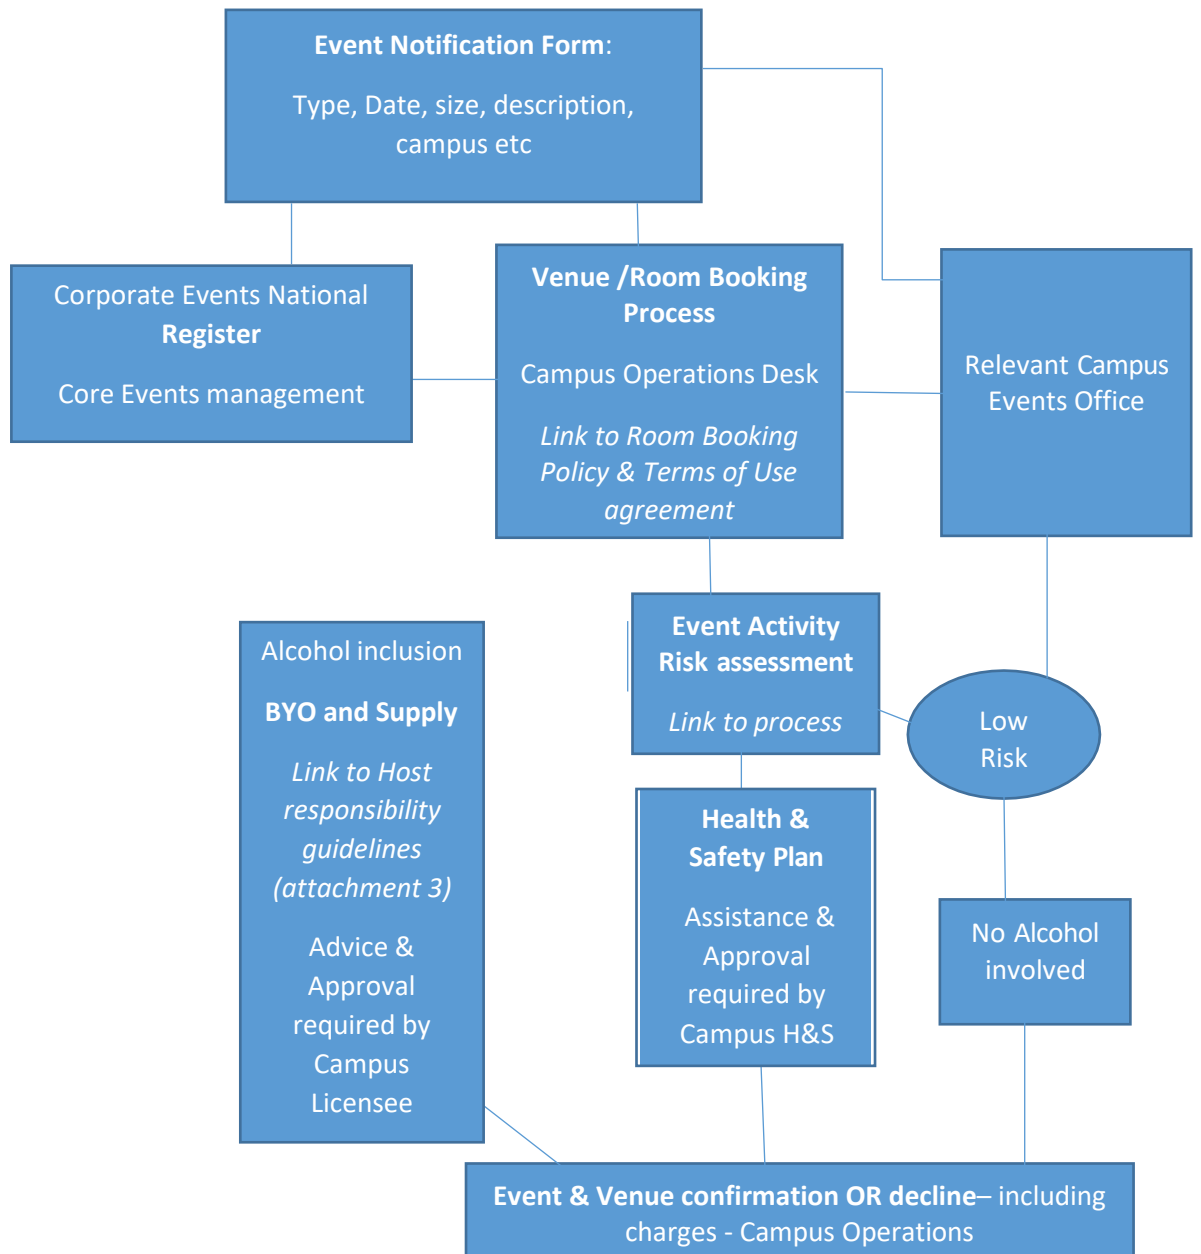 Event Notification Form:
Type, Date, size, description,
campus etc
Corporate Events National
Register
Core Events management
Venue /Room Booking
Process
Campus Operations Desk
Link to Room Booking
Policy & Terms of Use
agreement
Relevant Campus
Events Office
Alcohol inclusion
BYO and Supply
Link to Host
responsibility
guidelines
(attachment 3)
Advice &
Approval
required by
Campus
Licensee
Event Activity
Risk assessment
Link to process
Low
Risk
Health &
Safety Plan
Assistance &
Approval
required by
Campus H&S
No Alcohol
involved
Event & Venue confirmation OR decline– including
charges - Campus Operations